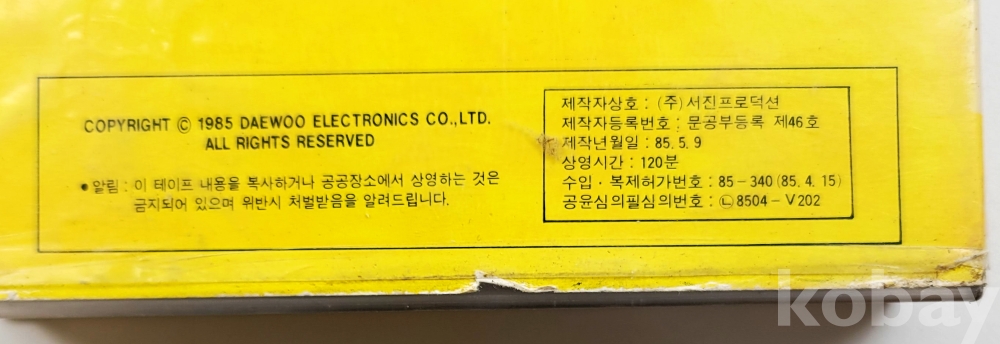 COPYRIGHT © 1985 DAEWOO ELECTRONICS CO.,LTD.
ALL RIGHTS RESERVED
● 알림 : 이 테이프 내용을 복사하거나 공공장소에서 상영하는 것은
금지되어 있으며 위반시 처벌받음을 알려드립니다.
제작자상호 : (주)서진프로덕션
제작자등록번호 : 문공부등록 제46호
제작년월일 : 85. 5. 9
상영시간 : 120분
수입·복제허가번호 : 85-340 (85. 4. 15)
공윤심의필심의번호 : ㉡8504-V202
kobay